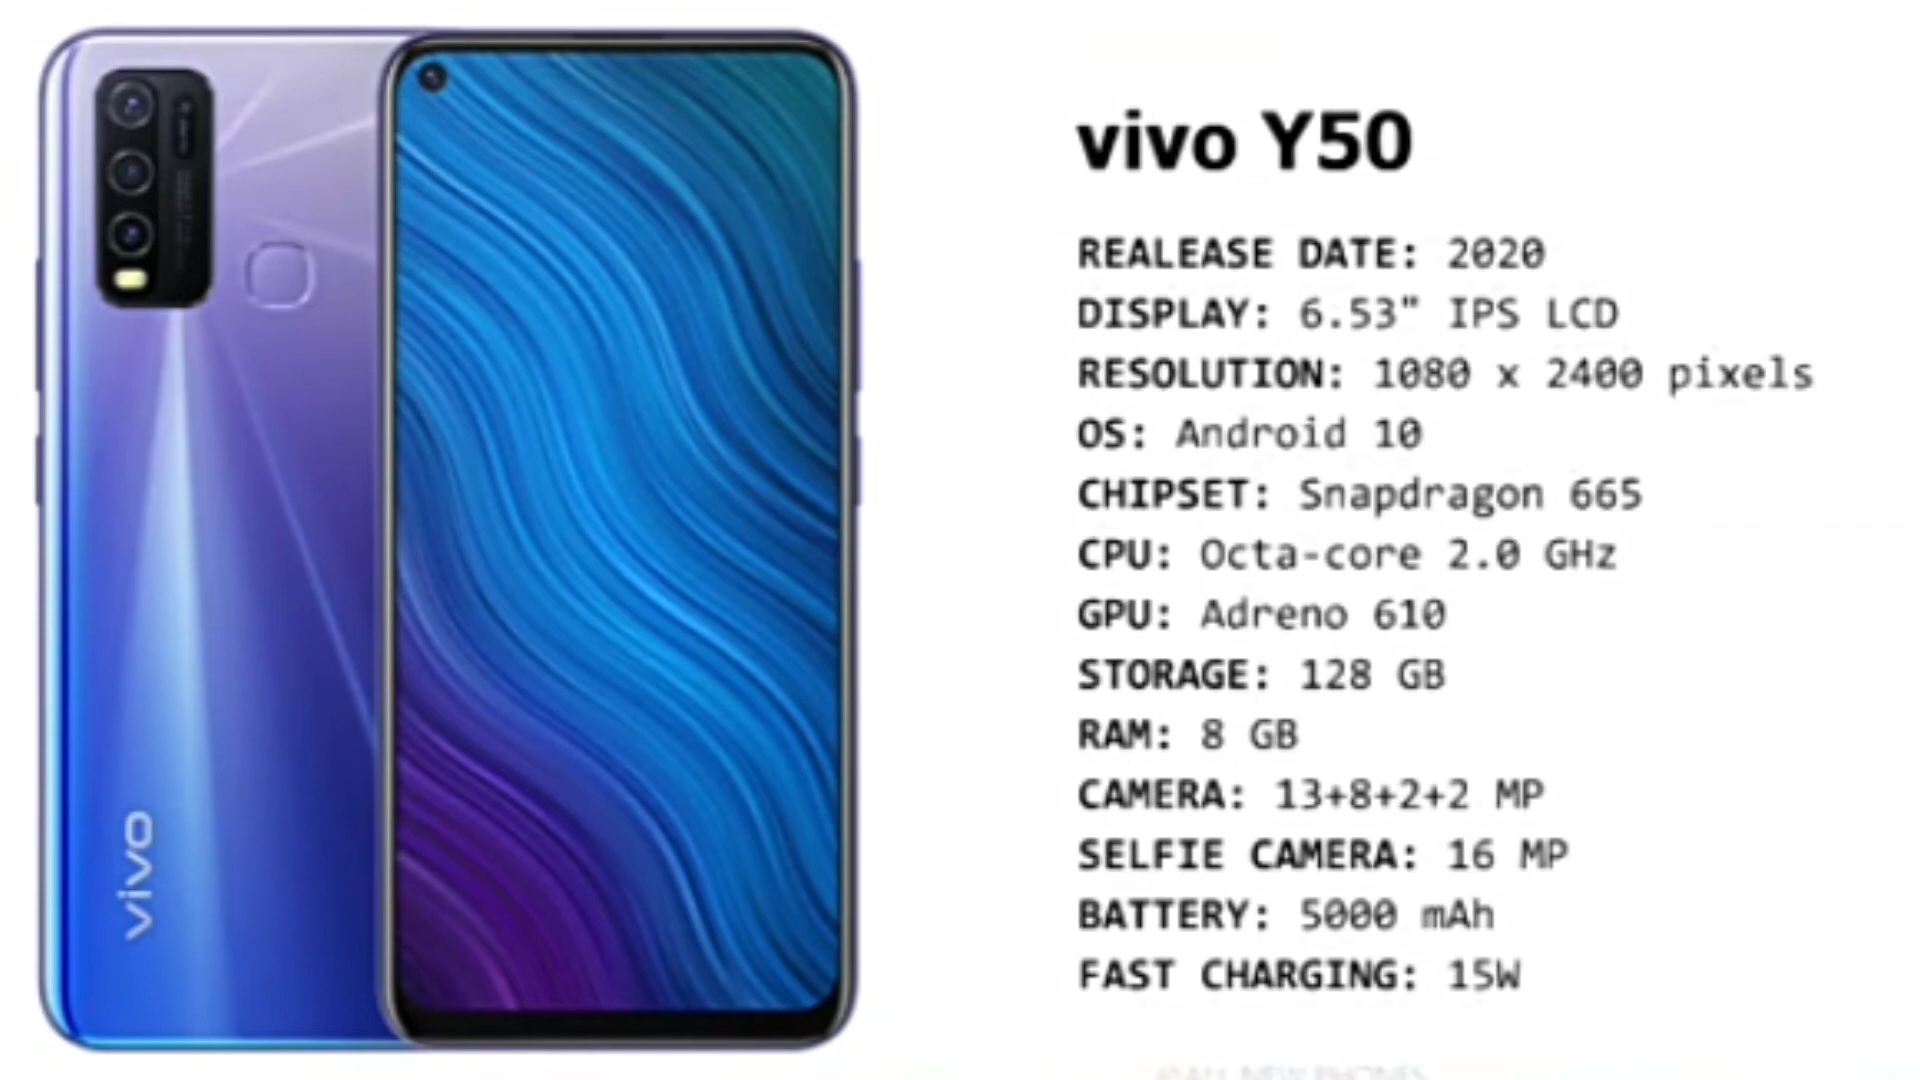 vivo
vivo Y50
REALEASE DATE: 2020
DISPLAY: 6.53" IPS LCD
RESOLUTION: 1080 x 2400 pixels
OS: Android 10
CHIPSET: Snapdragon 665
CPU: Octa-core 2.0 GHz
GPU: Adreno 610
STORAGE: 128 GB
RAM: 8 GB
CAMERA: 13+8+2+2 MP
SELFIE CAMERA: 16 MP
BATTERY: 5000 mAh
FAST CHARGING: 15W